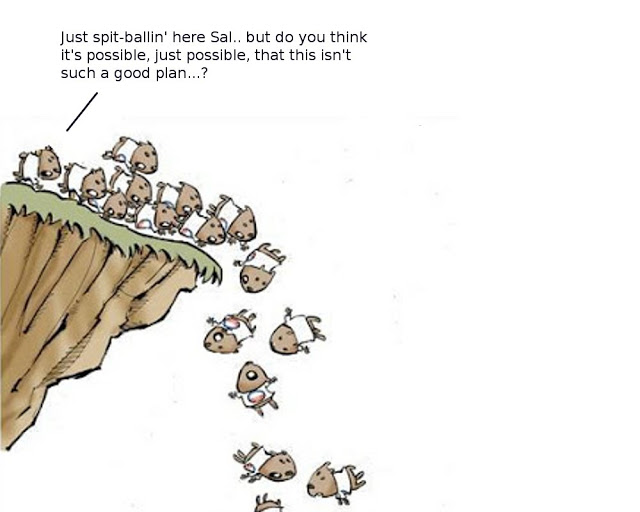 Just spit-ballin' here Sal.. but do you think
it's possible, just possible, that this isn't
such a good plan...?